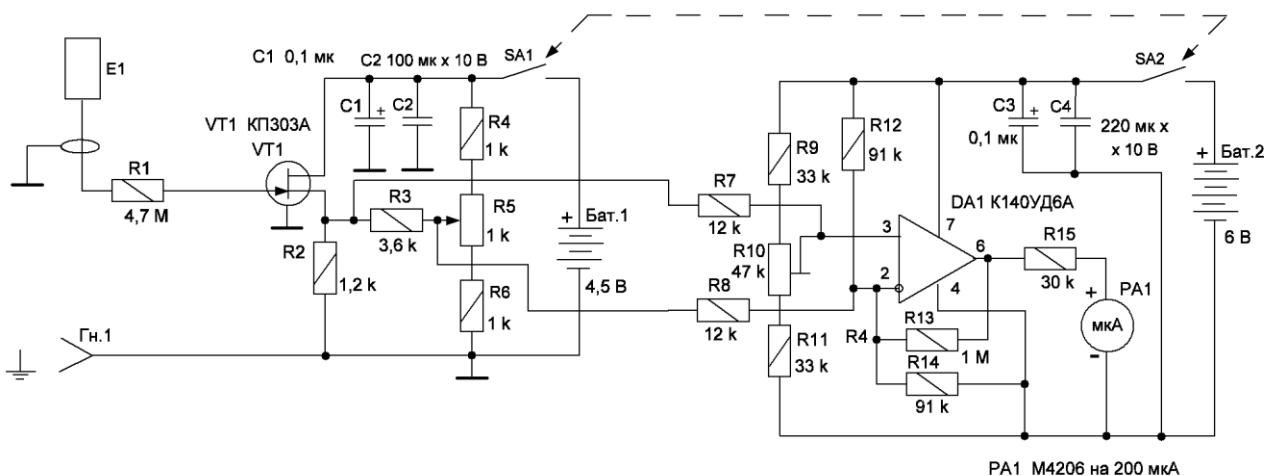 E1
C1 0,1 мк
C2 100 мк x 10 В
SA1
SA2
C1
+
C2
C3
+
C4
0,1 мк
220 мк x
x 10 В
VT1 КП303А
VT1
R1
4,7 М
R2
1,2 k
R3
3,6 k
R4
1 k
R5
1 k
R6
1 k
+
Бат.1
4,5 В
R7
12 k
R8
12 k
R9
33 k
R10
47 k
R11
33 k
R12
91 k
DA1 К140УД6А
3
2
7
6
4
R4
R13
1 М
R14
91 k
R15
30 k
+
PA1
мкА
-
+
Бат.2
6 В
Гн.1
PA1 М4206 на 200 мкА